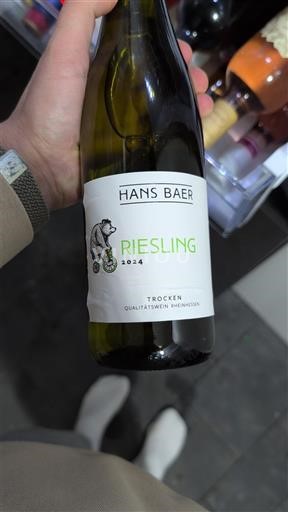 HANS BAER
RIESLING
2024
TROCKEN
QUALITÄTSWEIN RHEINHESSEN